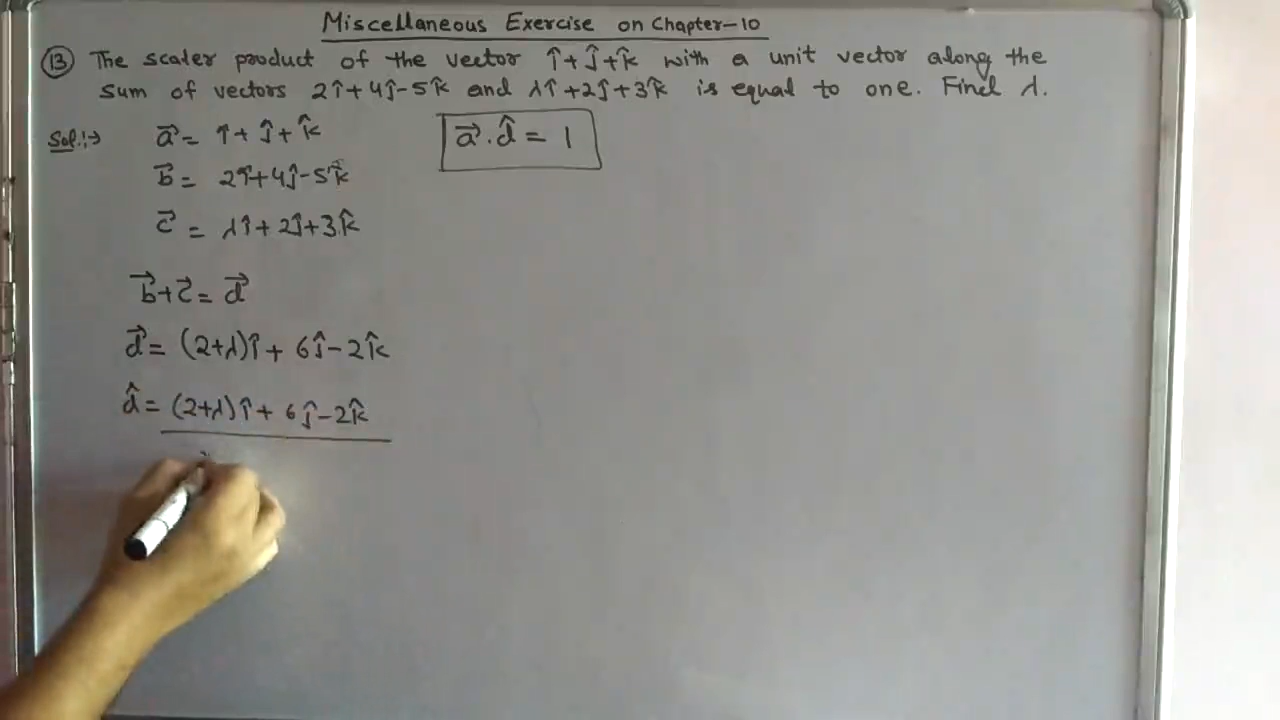 Miscellaneous Exercise on Chapter-10
13 The scaler product of the vector î+ĵ+k̂ with a unit vector along the
sum of vectors 2î+4ĵ-5k̂ and λî+2ĵ+3k̂ is equal to one. Find λ.
Sol.:→ a⃗ = î+ĵ+k̂
a⃗.d̂ = 1
b⃗ = 2î+4ĵ-5k̂
c⃗ = λî+2ĵ+3k̂
b⃗+c⃗ = d⃗
d⃗ = (2+λ)î + 6ĵ-2k̂
d̂ = (2+λ)î + 6ĵ-2k̂